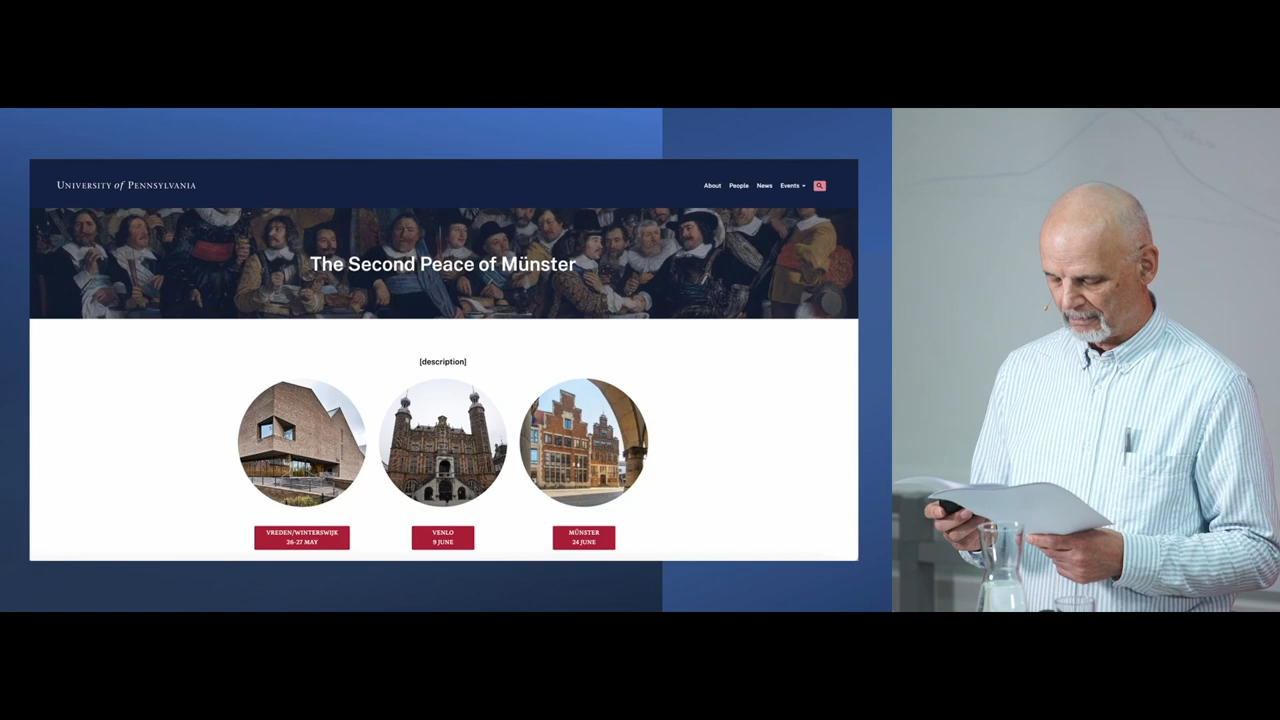 UNIVERSITY of PENNSYLVANIA
About People News Events
The Second Peace of Münster
[description]
VREDEN/WINTERSWIJK
26-27 MAY
VENLO
9 JUNE
MÜNSTER
24 JUNE